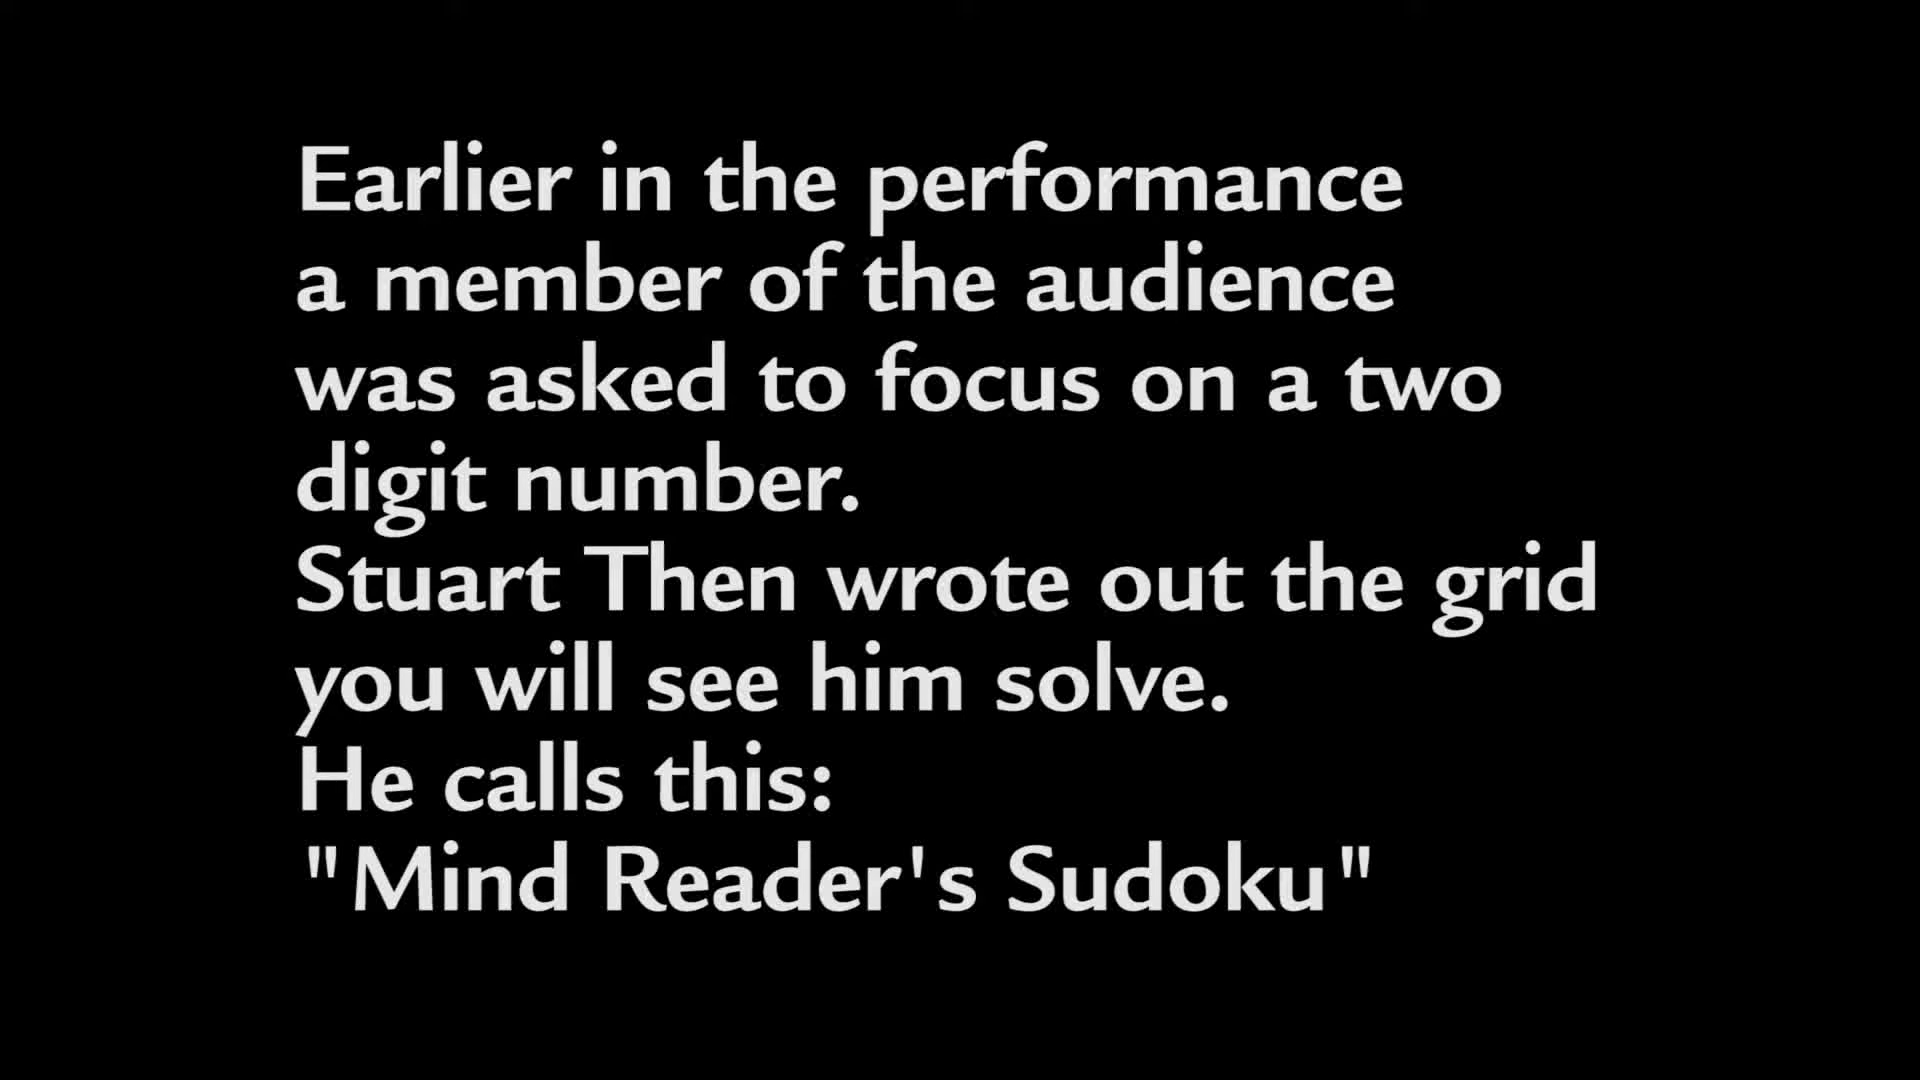 Earlier in the performance
a member of the audience
was asked to focus on a two
digit number.
Stuart Then wrote out the grid
you will see him solve.
He calls this:
"Mind Reader's Sudoku"